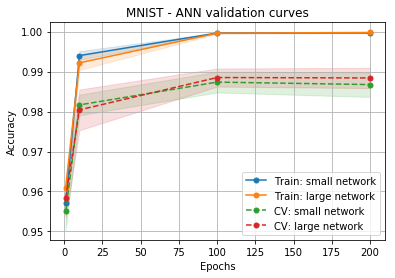 MNIST - ANN validation curves
1.00
0.99
0.98
0.97
0.96
0.95
Accuracy
0
25
50
75
100
125
150
175
200
Epochs
Train: small network
Train: large network
CV: small network
CV: large network